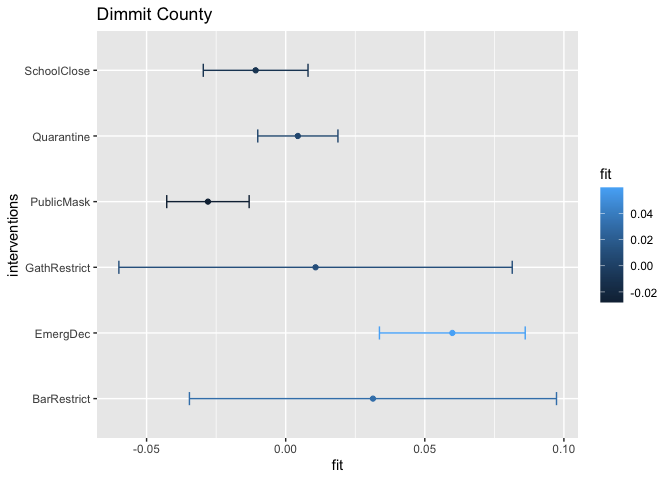 Dimmit County
interventions
SchoolClose
Quarantine
PublicMask
GathRestrict
EmergDec
BarRestrict
-0.05 0.00 0.05 0.10
fit
fit
0.04
0.02
0.00
-0.02